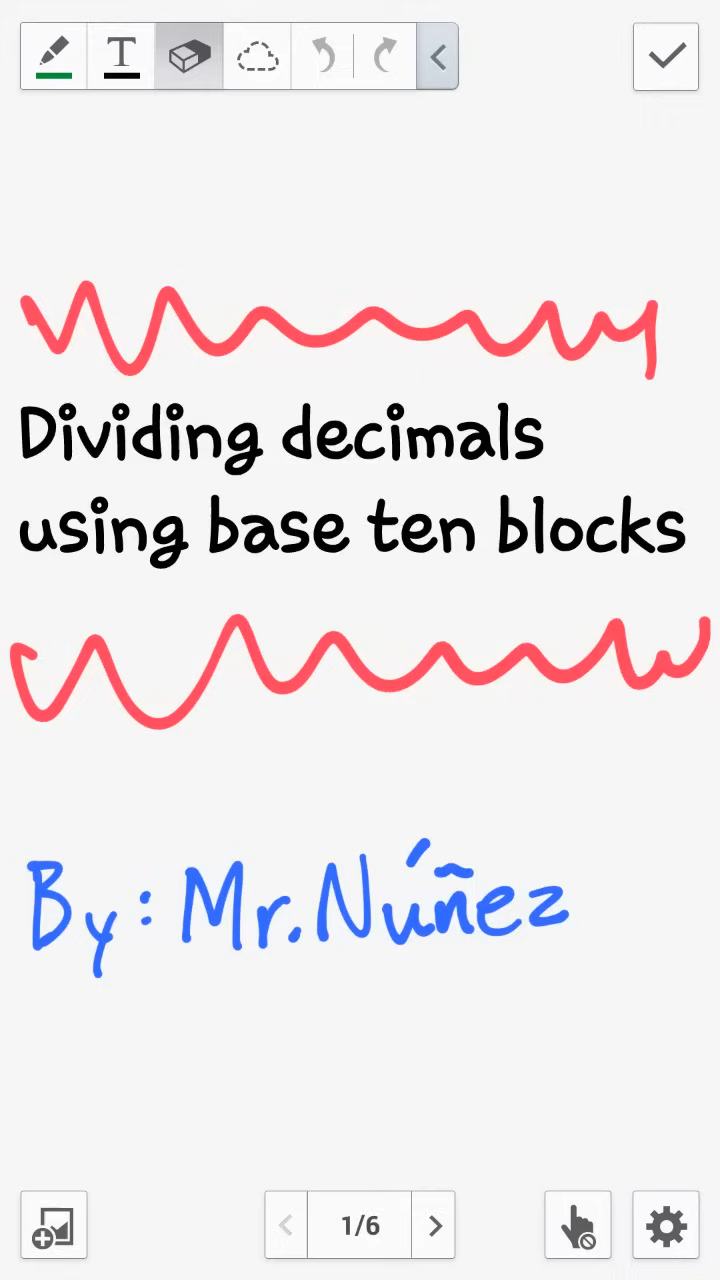 T
Dividing decimals
using base ten blocks
By: Mr. Núñez
1/6